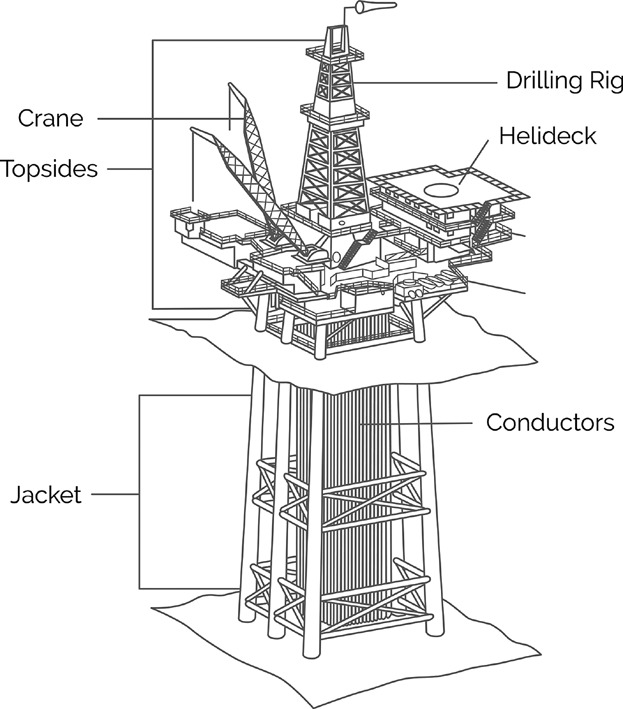 Drilling Rig
Crane
Helideck
Topsides
Conductors
Jacket